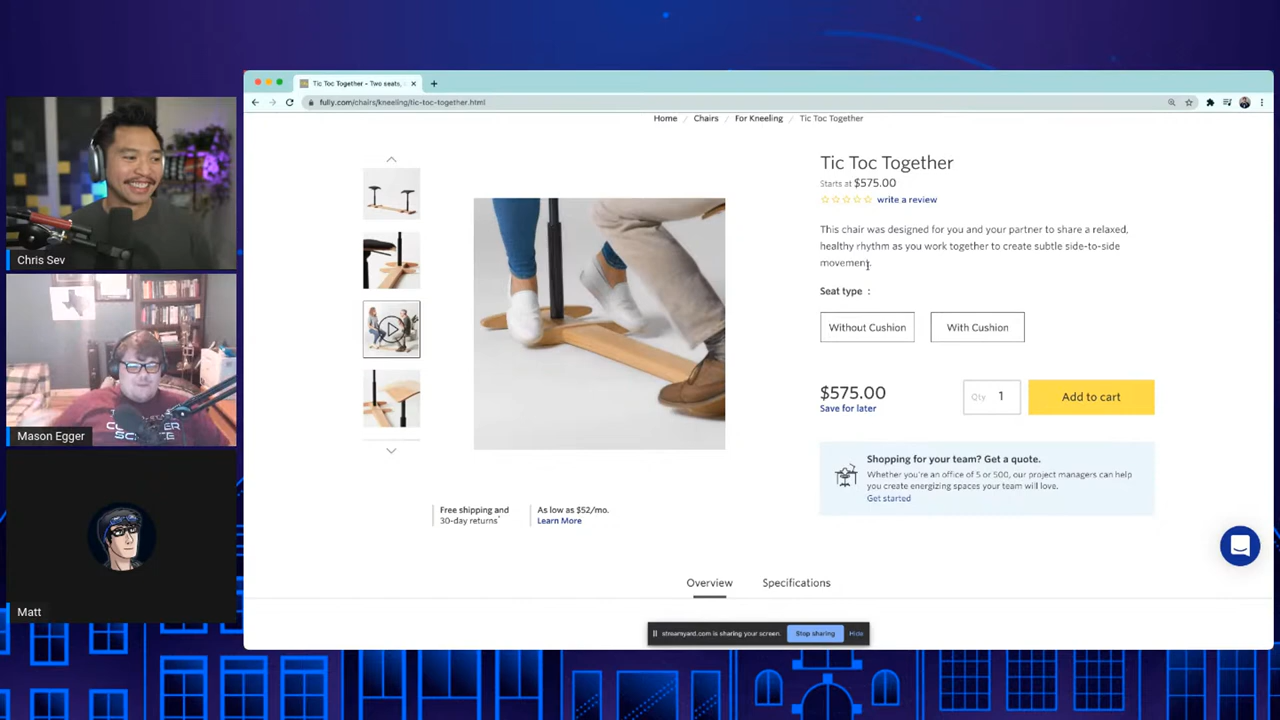 Tic Toc Together - Two seats,
fully.com/chairs/kneeling/tic-toc-together.html
Home / Chairs / For Kneeling / Tic Toc Together
Tic Toc Together
Starts at $575.00
write a review
This chair was designed for you and your partner to share a relaxed,
healthy rhythm as you work together to create subtle side-to-side
movement.
Seat type :
Without Cushion
With Cushion
$575.00
Save for later
Qty 1
Add to cart
Shopping for your team? Get a quote.
Whether you're an office of 5 or 500, our project managers can help
you create energizing spaces your team will love.
Get started
Free shipping and
30-day returns*
As low as $52/mo.
Learn More
Overview
Specifications
streamyard.com is sharing your screen.
Stop sharing
Hide
Chris Sev
COMPUTER
Mason Egger
Matt